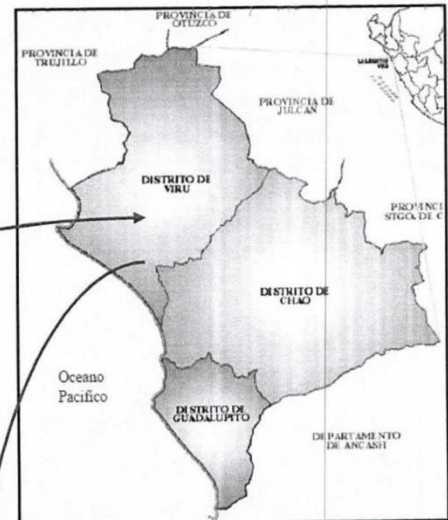 PROVINCIA DE
OTUZCO
PROVINCIA DE
TRUJILLO
PROVINCIA DE
JULCAN
DISTRITO DE
VIRU
PROVINCI
STGO. DE C
DISTRITO DE
CHAO
Oceano
Pacifico
DISTRITO DE
GUADALUPITO
DEPARTAMENTO
DE ANCASH